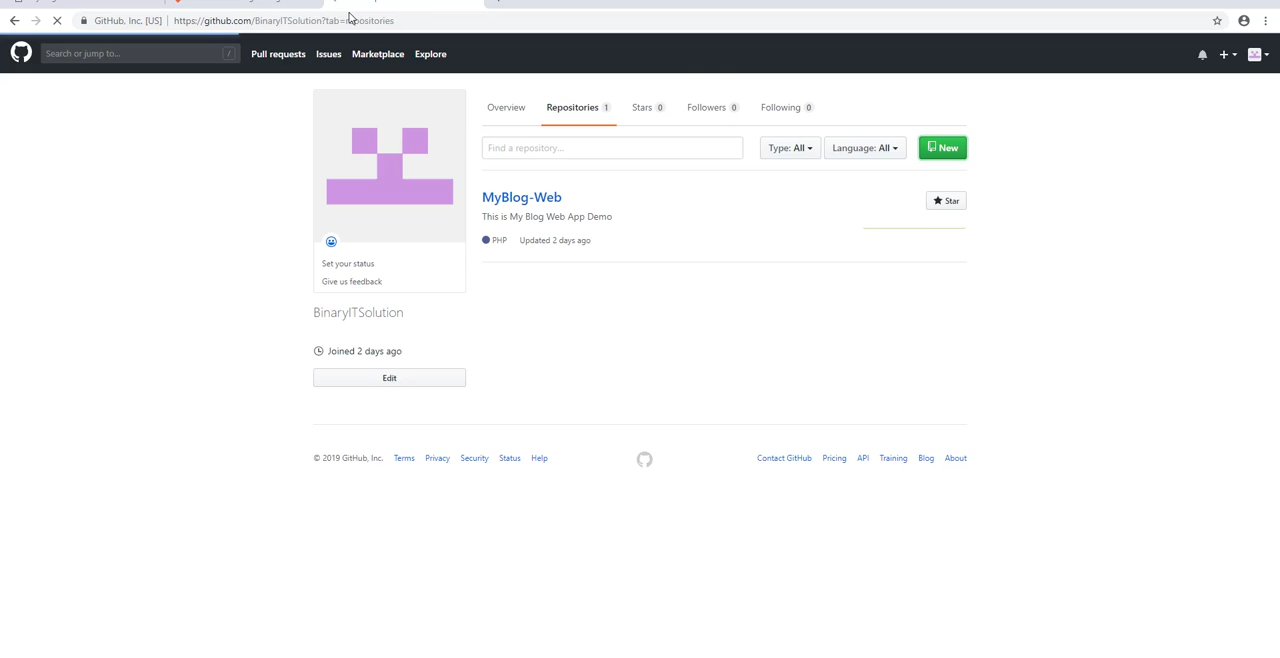 GitHub, Inc. [US] | https://github.com/BinaryITSolution?tab=repositories
Search or jump to... / Pull requests Issues Marketplace Explore
Overview Repositories 1 Stars 0 Followers 0 Following 0
Find a repository... Type: All Language: All New
MyBlog-Web Star
This is My Blog Web App Demo
PHP Updated 2 days ago
Set your status
Give us feedback
BinaryITSolution
Joined 2 days ago
Edit
© 2019 GitHub, Inc. Terms Privacy Security Status Help Contact GitHub Pricing API Training Blog About